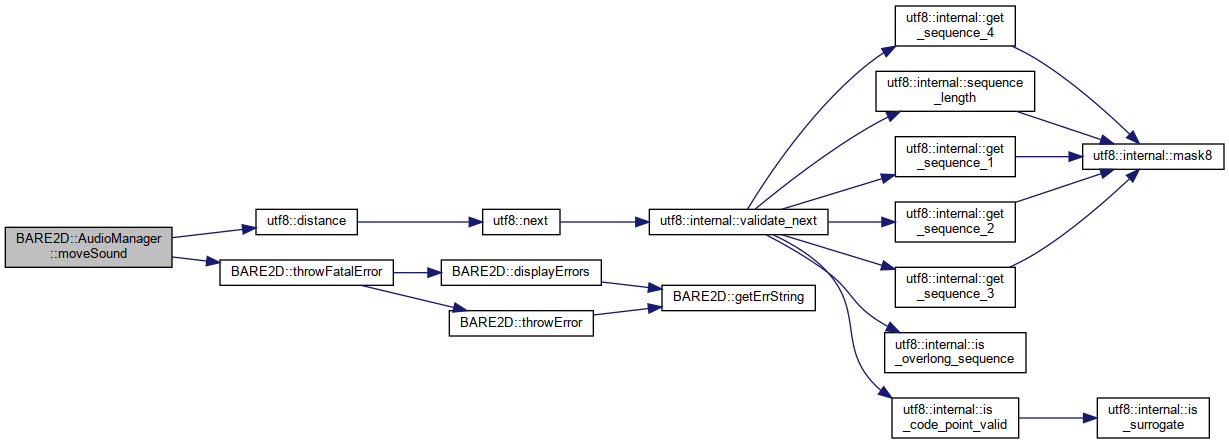 BARE2D::AudioManager
::moveSound
utf8::distance
utf8::next
utf8::internal::validate_next
utf8::internal::get
_sequence_4
utf8::internal::sequence
_length
utf8::internal::get
_sequence_1
utf8::internal::get
_sequence_2
utf8::internal::get
_sequence_3
utf8::internal::mask8
utf8::internal::is
_overlong_sequence
utf8::internal::is
_code_point_valid
utf8::internal::is
_surrogate
BARE2D::throwFatalError
BARE2D::displayErrors
BARE2D::throwError
BARE2D::getErrString